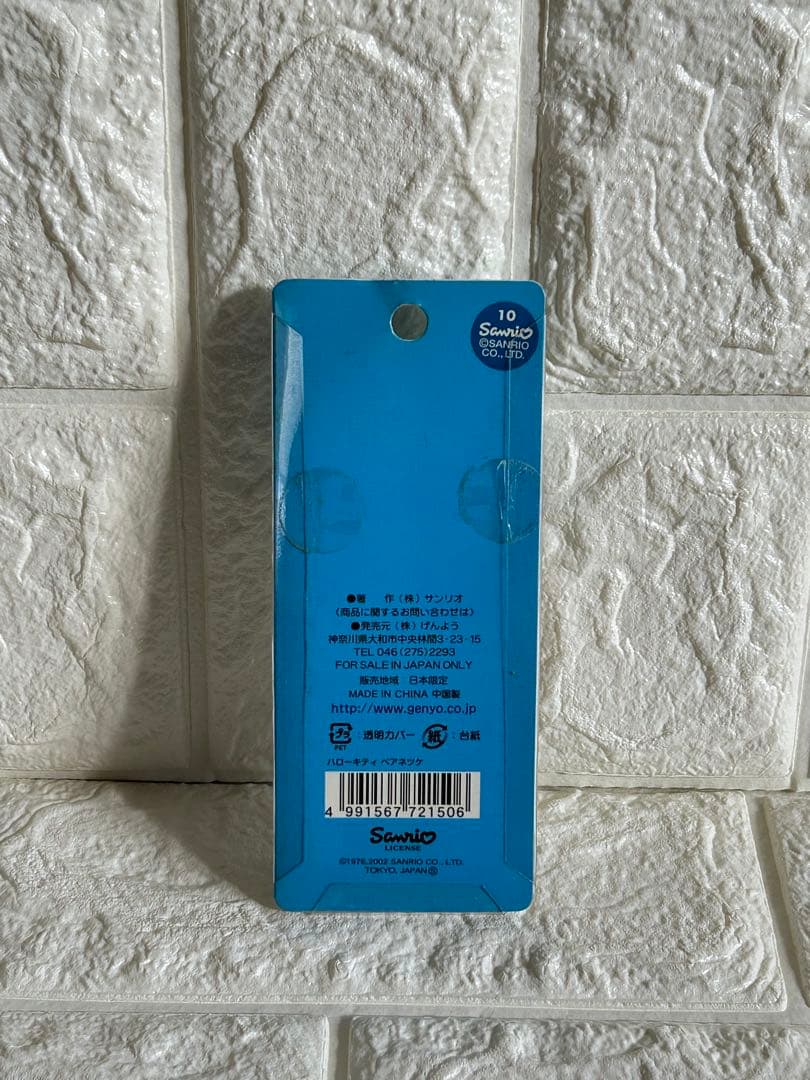 10
Sanrio
©SANRIO
CO., LTD.
●著 作（株）サンリオ
〈商品に関するお問い合わせは〉
●発売元（株）げんよう
神奈川県大和市中央林間3-23-15
TEL 046(275)2293
FOR SALE IN JAPAN ONLY
販売地域 日本限定
MADE IN CHINA 中国製
http://www.genyo.co.jp
プラ PET :透明カバー 紙 :台紙
ハローキティ ペアネツケ
4 991567 721506
Sanrio
LICENSE
©1976,2002 SANRIO CO., LTD.
TOKYO, JAPAN Ⓢ